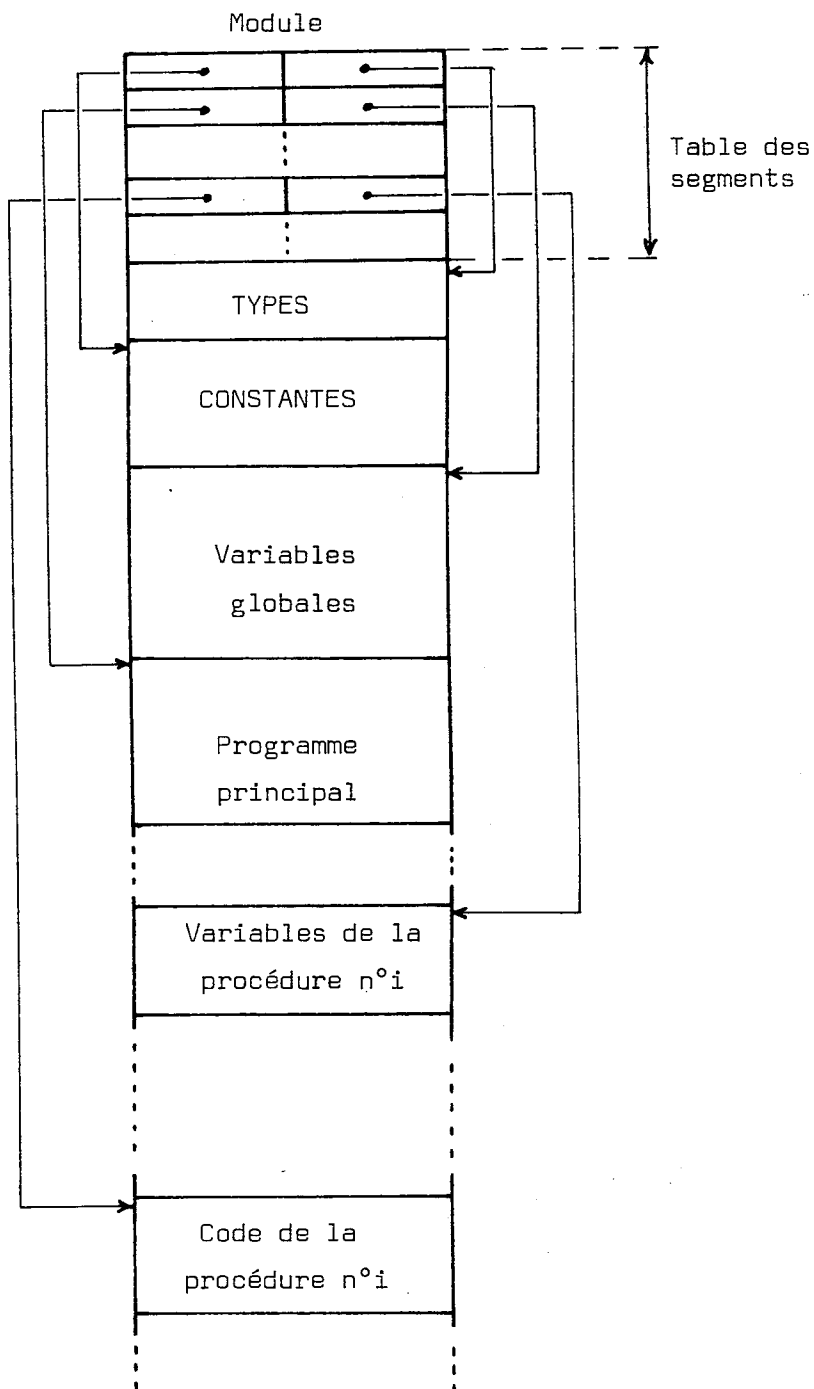 Module
Table des
segments
TYPES
CONSTANTES
Variables
globales
Programme
principal
Variables de la
procédure n°i
Code de la
procédure n°i